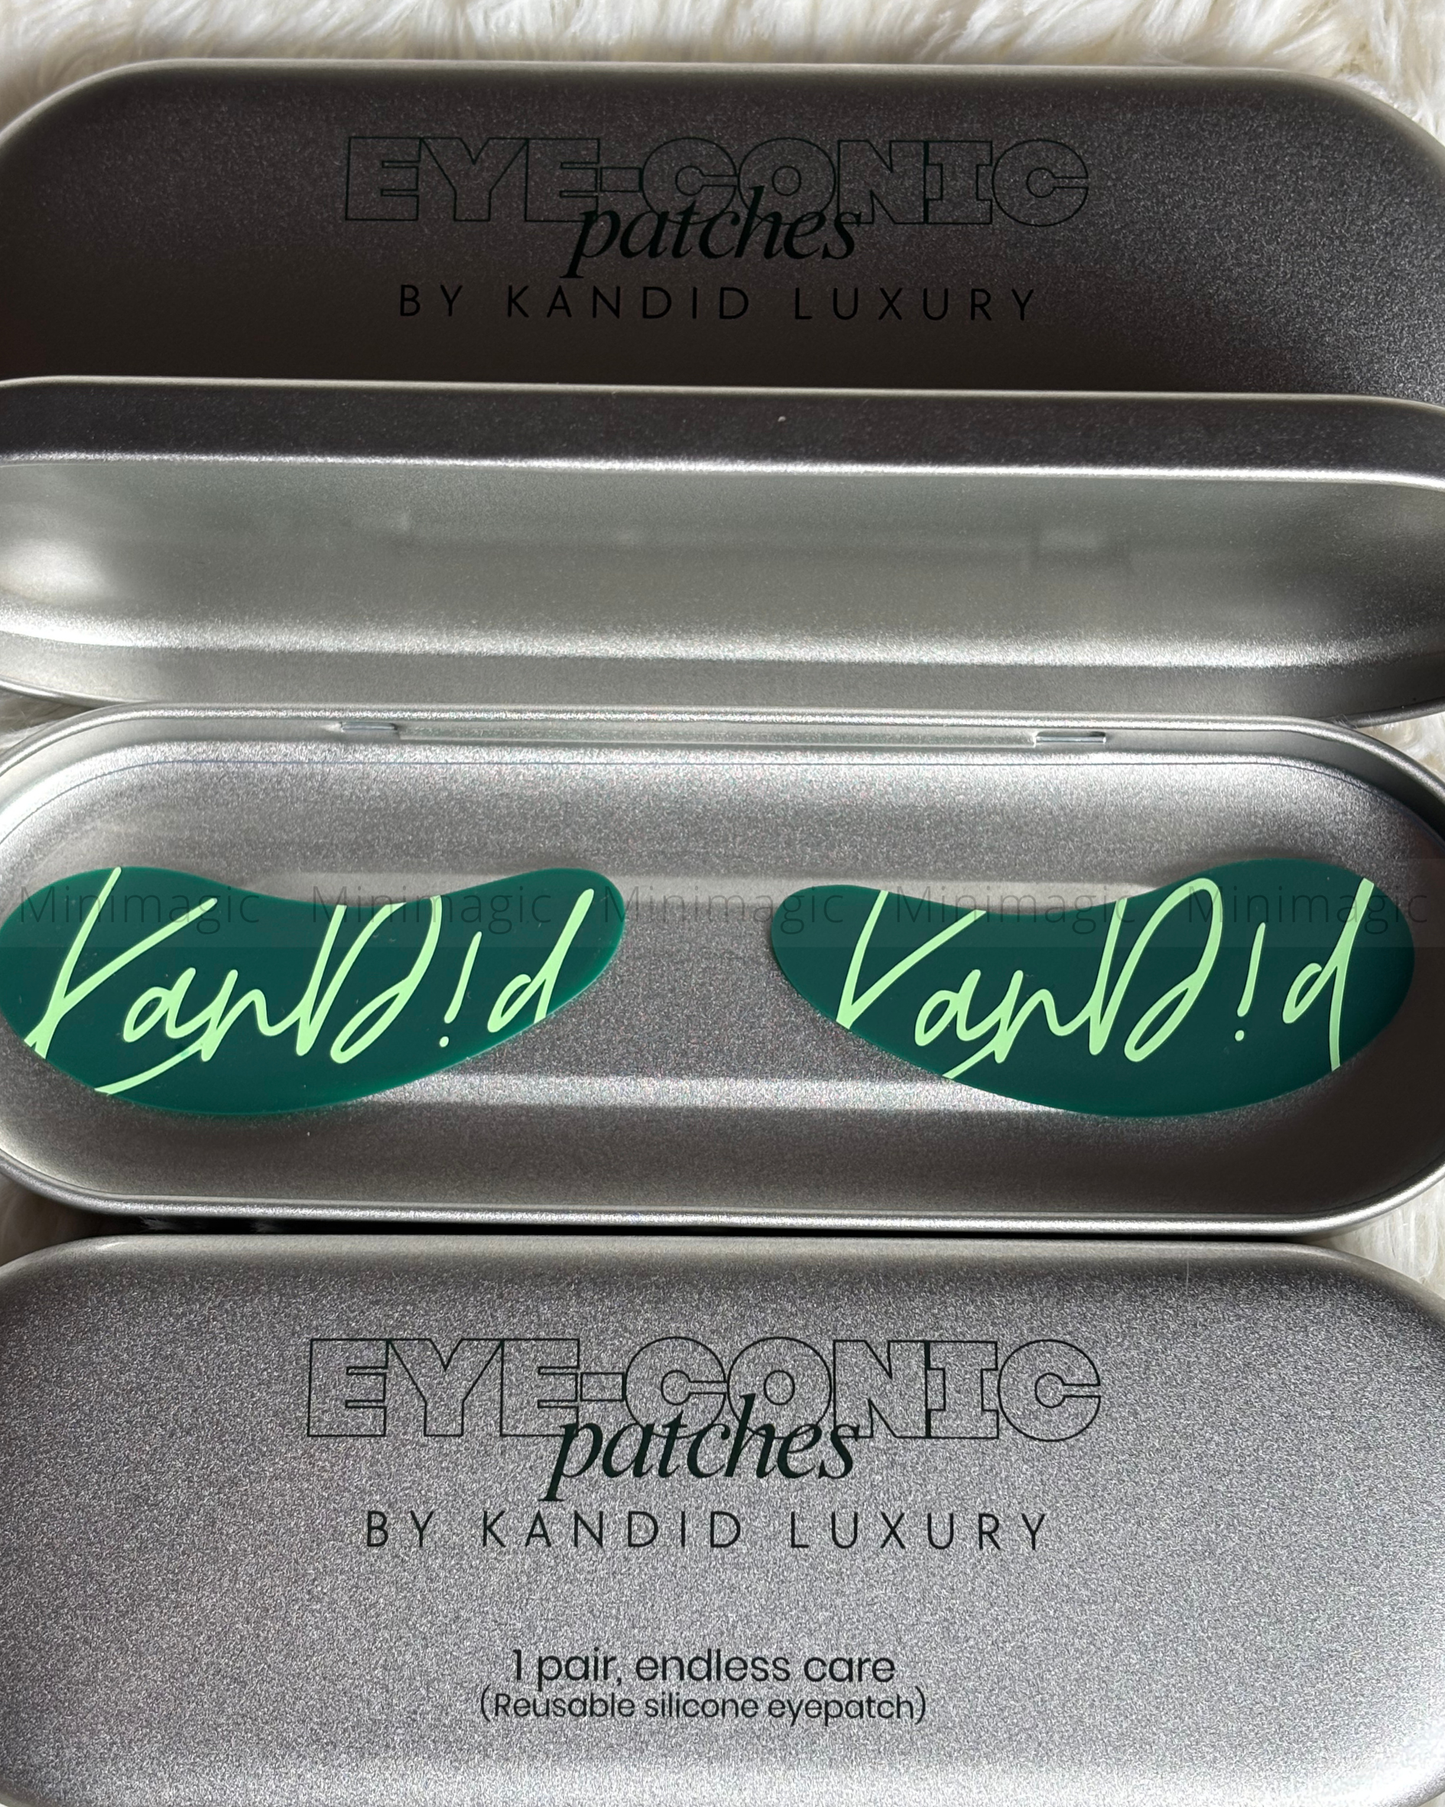 EYE-CONIC
patches
BY KANDID LUXURY
Minimagic Minimagic Minimagic Minimagic Minimagic
KanD!d KanD!d
EYE-CONIC
patches
BY KANDID LUXURY
1 pair, endless care
(Reusable silicone eyepatch)